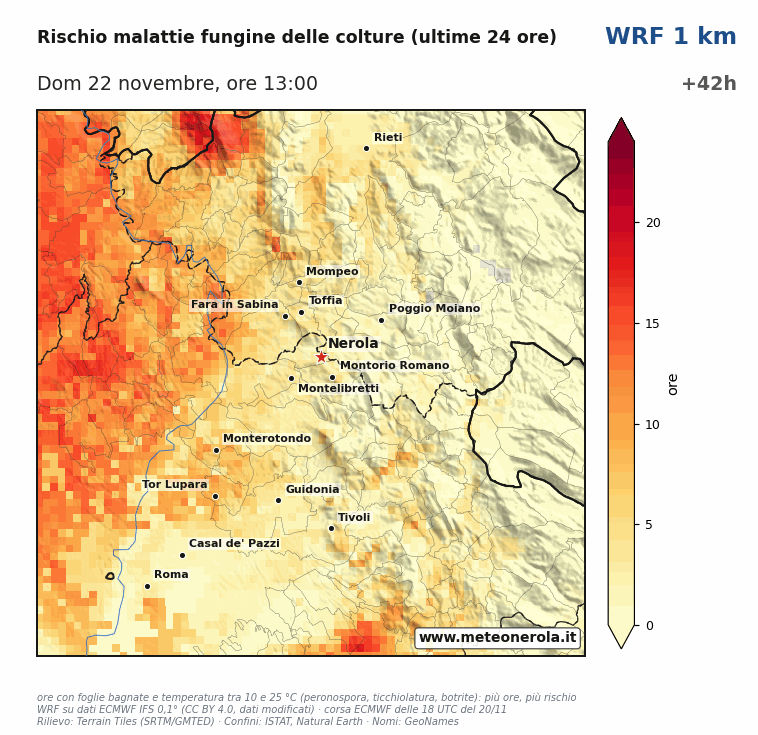 Rischio malattie fungine delle colture (ultime 24 ore)
WRF 1 km
Dom 22 novembre, ore 13:00
+42h
Rieti
Mompeo
Fara in Sabina
Toffia
Poggio Moiano
Nerola
Montorio Romano
Montelibretti
Monterotondo
Tor Lupara
Guidonia
Tivoli
Casal de' Pazzi
Roma
www.meteonerola.it
20
15
10
5
0
ore
ore con foglie bagnate e temperatura tra 10 e 25 °C (peronospora, ticchiolatura, botrite): più ore, più rischio
WRF su dati ECMWF IFS 0,1° (CC BY 4.0, dati modificati) · corsa ECMWF delle 18 UTC del 20/11
Rilievo: Terrain Tiles (SRTM/GMTED) · Confini: ISTAT, Natural Earth · Nomi: GeoNames